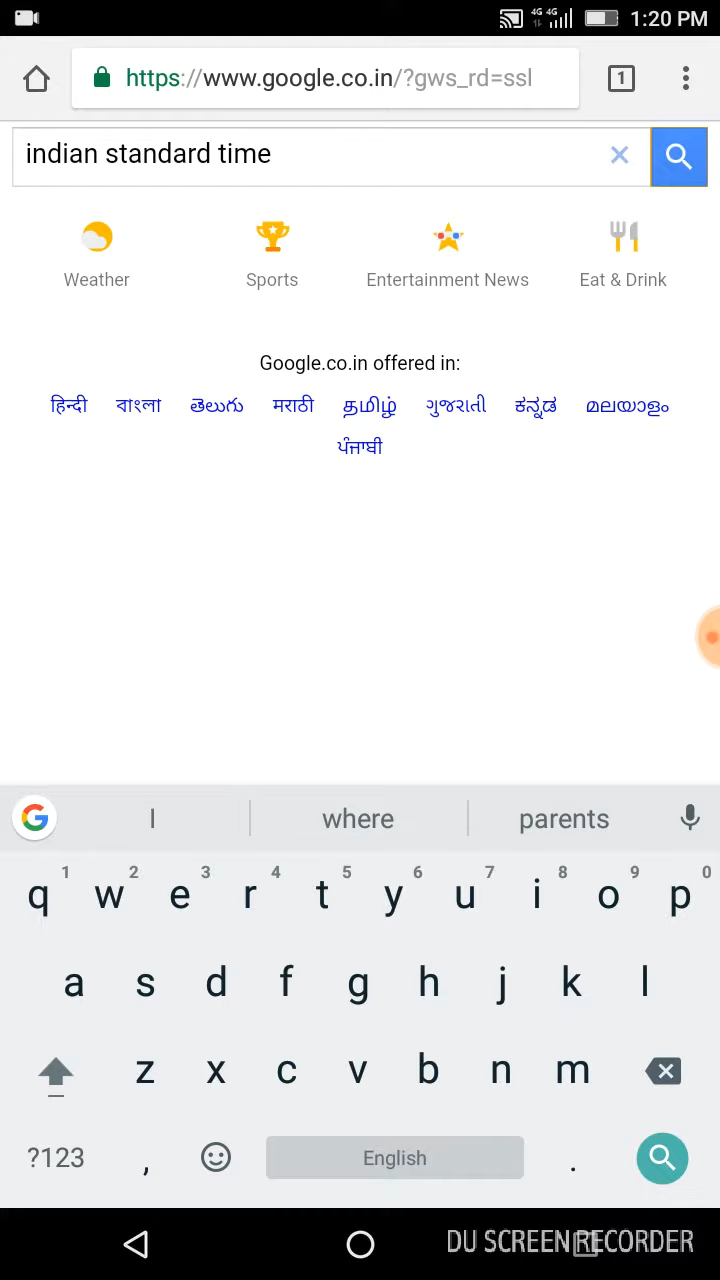 4G 4G 1:20 PM
https://www.google.co.in/?gws_rd=ssl 1
indian standard time
Weather Sports Entertainment News Eat & Drink
Google.co.in offered in:
हिन्दी বাংলা తెలుగు मराठी தமிழ் ગુજરાતી ಕನ್ನಡ മലയാളം
ਪੰਜਾਬੀ
G I where parents
1 2 3 4 5 6 7 8 9 0
q w e r t y u i o p
a s d f g h j k l
z x c v b n m
?123 , English .
DU SCREEN RECORDER